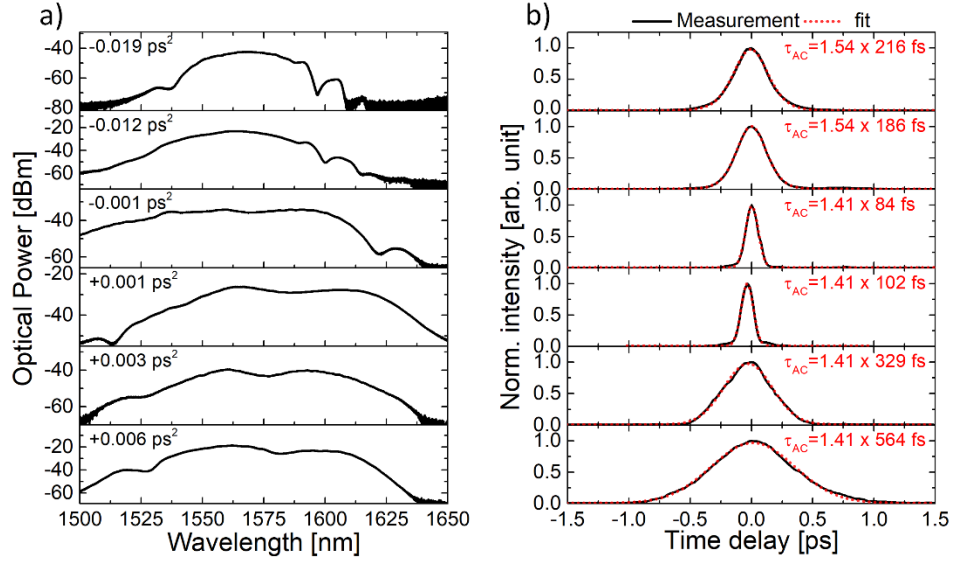 a)
-0.019 ps²
-40
-60
-80
-0.012 ps²
-20
-40
-60
-0.001 ps²
-40
-60
+0.001 ps²
-20
-40
+0.003 ps²
-40
-60
+0.006 ps²
-20
-40
-60
1500 1525 1550 1575 1600 1625 1650
Wavelength [nm]
Optical Power [dBm]
b)
Measurement fit
τAC=1.54 x 216 fs
1.0
0.5
0.0
τAC=1.54 x 186 fs
1.0
0.5
0.0
τAC=1.41 x 84 fs
1.0
0.5
0.0
τAC=1.41 x 102 fs
1.0
0.5
0.0
τAC=1.41 x 329 fs
1.0
0.5
0.0
τAC=1.41 x 564 fs
1.0
0.5
0.0
-1.5 -1.0 -0.5 0.0 0.5 1.0 1.5
Time delay [ps]
Norm. intensity [arb. unit]